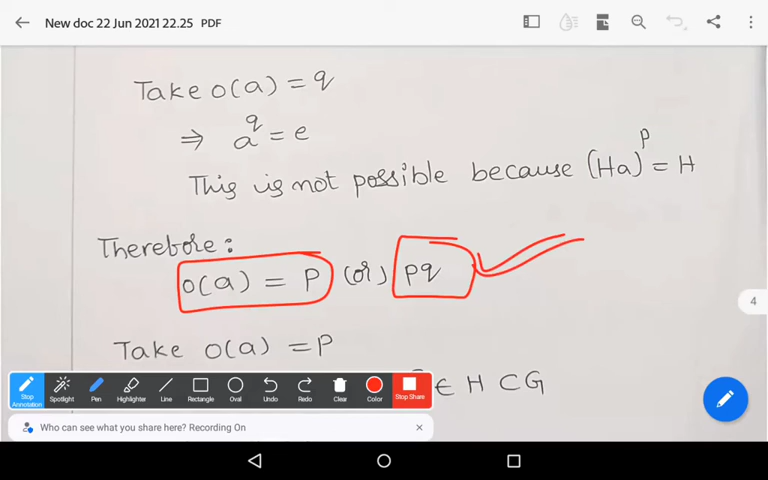 New doc 22 Jun 2021 22.25 PDF
Take o(a) = q
⇒ a^q = e
This is not possible because (Ha)^p = H
Therefore:
o(a) = P (or) pq
4
Take o(a) = P
∈ H ⊂ G
Stop Annotation Spotlight Pen Highlighter Line Rectangle Oval Undo Redo Clear Color Stop Share
Who can see what you share here? Recording On